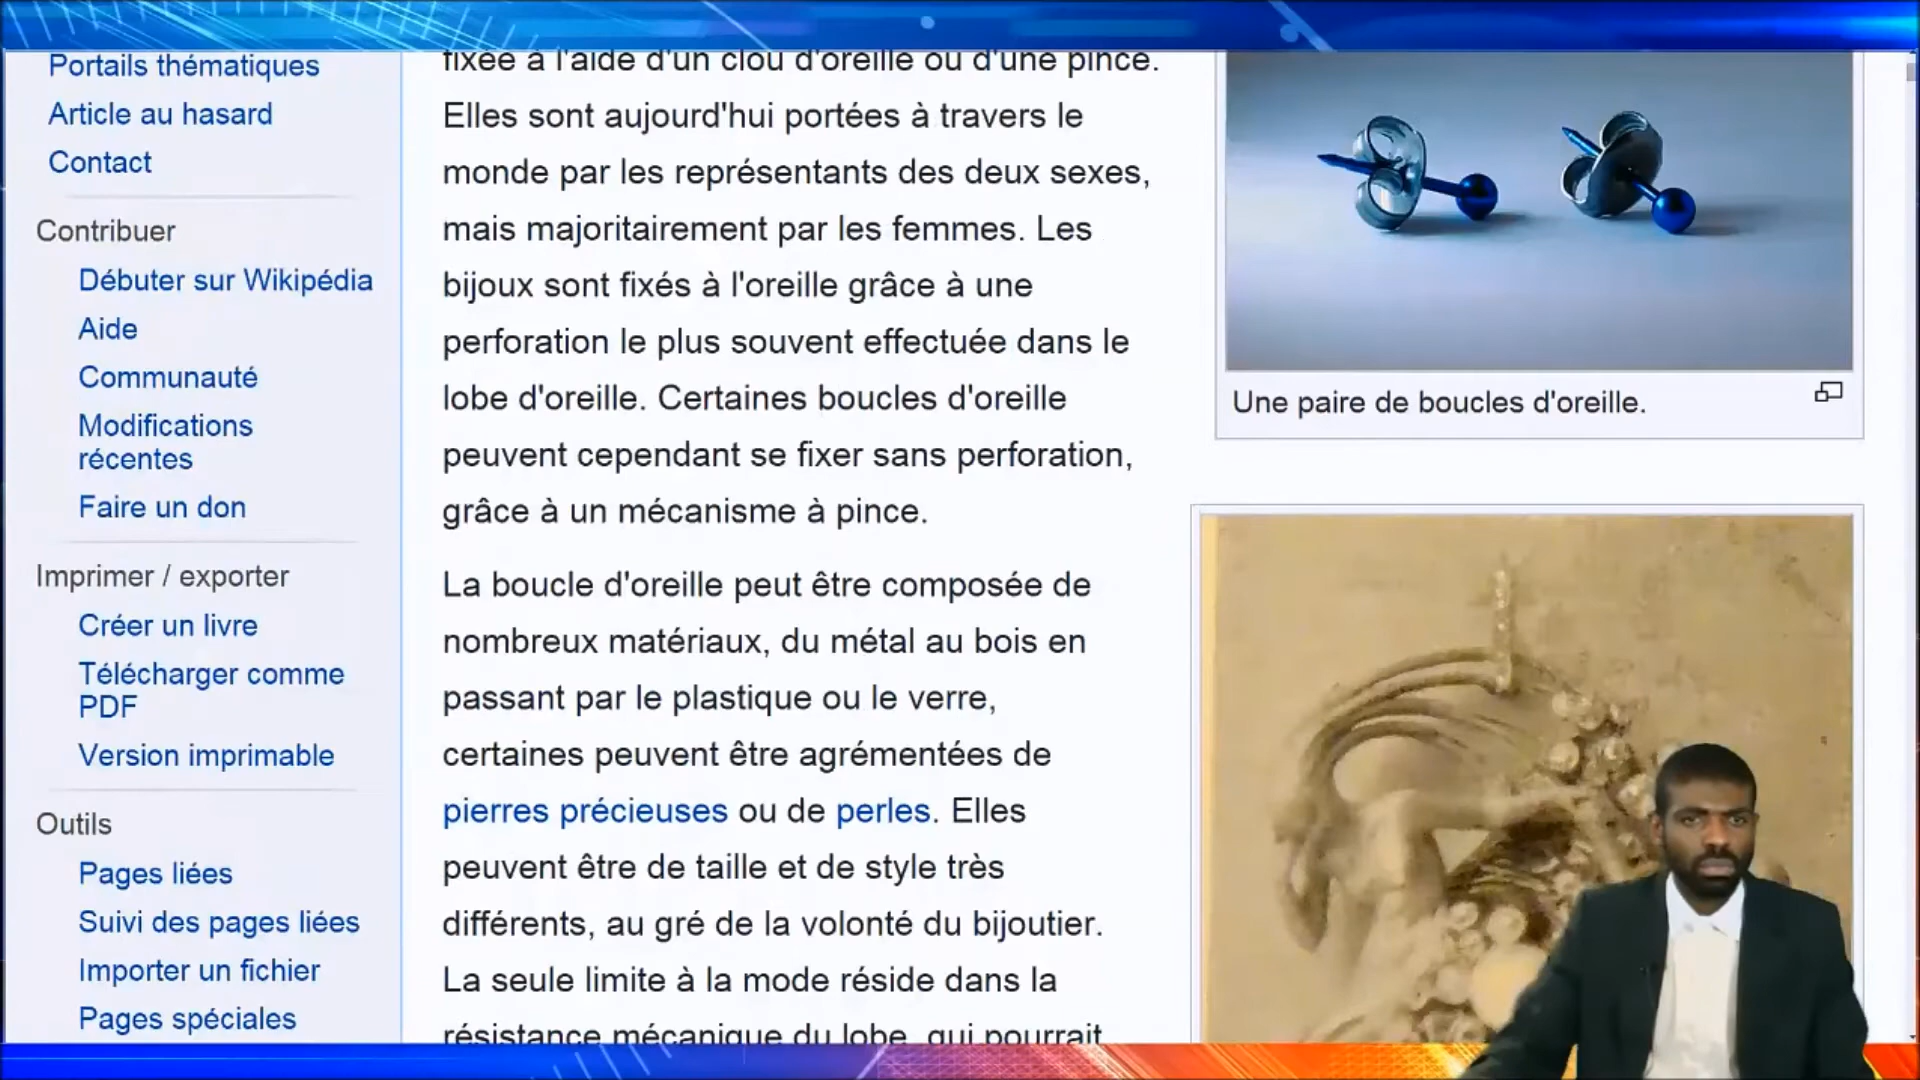 Portails thématiques
Article au hasard
Contact
Contribuer
Débuter sur Wikipédia
Aide
Communauté
Modifications
récentes
Faire un don
Imprimer / exporter
Créer un livre
Télécharger comme
PDF
Version imprimable
Outils
Pages liées
Suivi des pages liées
Importer un fichier
Pages spéciales
fixée à l'aide d'un clou d'oreille ou d'une pince.
Elles sont aujourd'hui portées à travers le
monde par les représentants des deux sexes,
mais majoritairement par les femmes. Les
bijoux sont fixés à l'oreille grâce à une
perforation le plus souvent effectuée dans le
lobe d'oreille. Certaines boucles d'oreille
peuvent cependant se fixer sans perforation,
grâce à un mécanisme à pince.
La boucle d'oreille peut être composée de
nombreux matériaux, du métal au bois en
passant par le plastique ou le verre,
certaines peuvent être agrémentées de
pierres précieuses ou de perles. Elles
peuvent être de taille et de style très
différents, au gré de la volonté du bijoutier.
La seule limite à la mode réside dans la
résistance mécanique du lobe, qui pourrait
Une paire de boucles d'oreille.